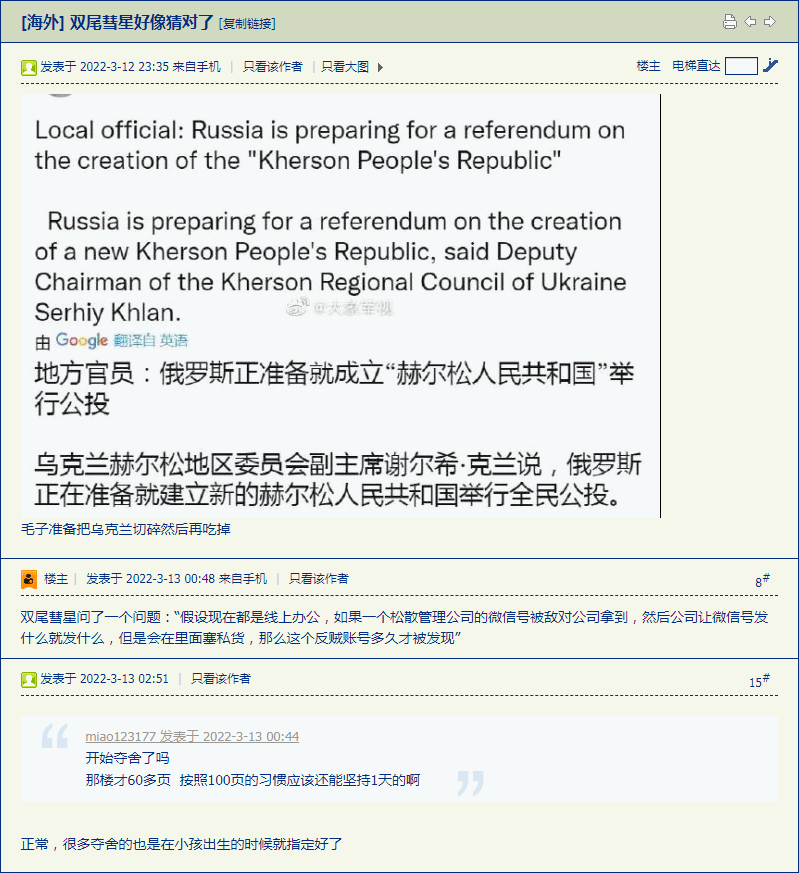 [海外] 双尾彗星好像猜对了 [复制链接]
发表于 2022-3-12 23:35 来自手机 | 只看该作者 | 只看大图 楼主 电梯直达
Local official: Russia is preparing for a referendum on
the creation of the "Kherson People's Republic"
Russia is preparing for a referendum on the creation
of a new Kherson People's Republic, said Deputy
Chairman of the Kherson Regional Council of Ukraine
Serhiy Khlan.
由 Google 翻译自 英语
地方官员：俄罗斯正准备就成立“赫尔松人民共和国”举
行公投
乌克兰赫尔松地区委员会副主席谢尔希·克兰说，俄罗斯
正在准备就建立新的赫尔松人民共和国举行全民公投。
毛子准备把乌克兰切碎然后再吃掉
楼主 | 发表于 2022-3-13 00:48 来自手机 | 只看该作者 8#
双尾彗星问了一个问题：“假设现在都是线上办公，如果一个松散管理公司的微信号被敌对公司拿到，然后公司让微信号发
什么就发什么，但是会在里面塞私货，那么这个反贼账号多久才被发现”
发表于 2022-3-13 02:51 | 只看该作者 15#
miao123177 发表于 2022-3-13 00:44
开始夺舍了吗
那楼才60多页 按照100页的习惯应该还能坚持1天的啊
正常，很多夺舍的也是在小孩出生的时候就指定好了